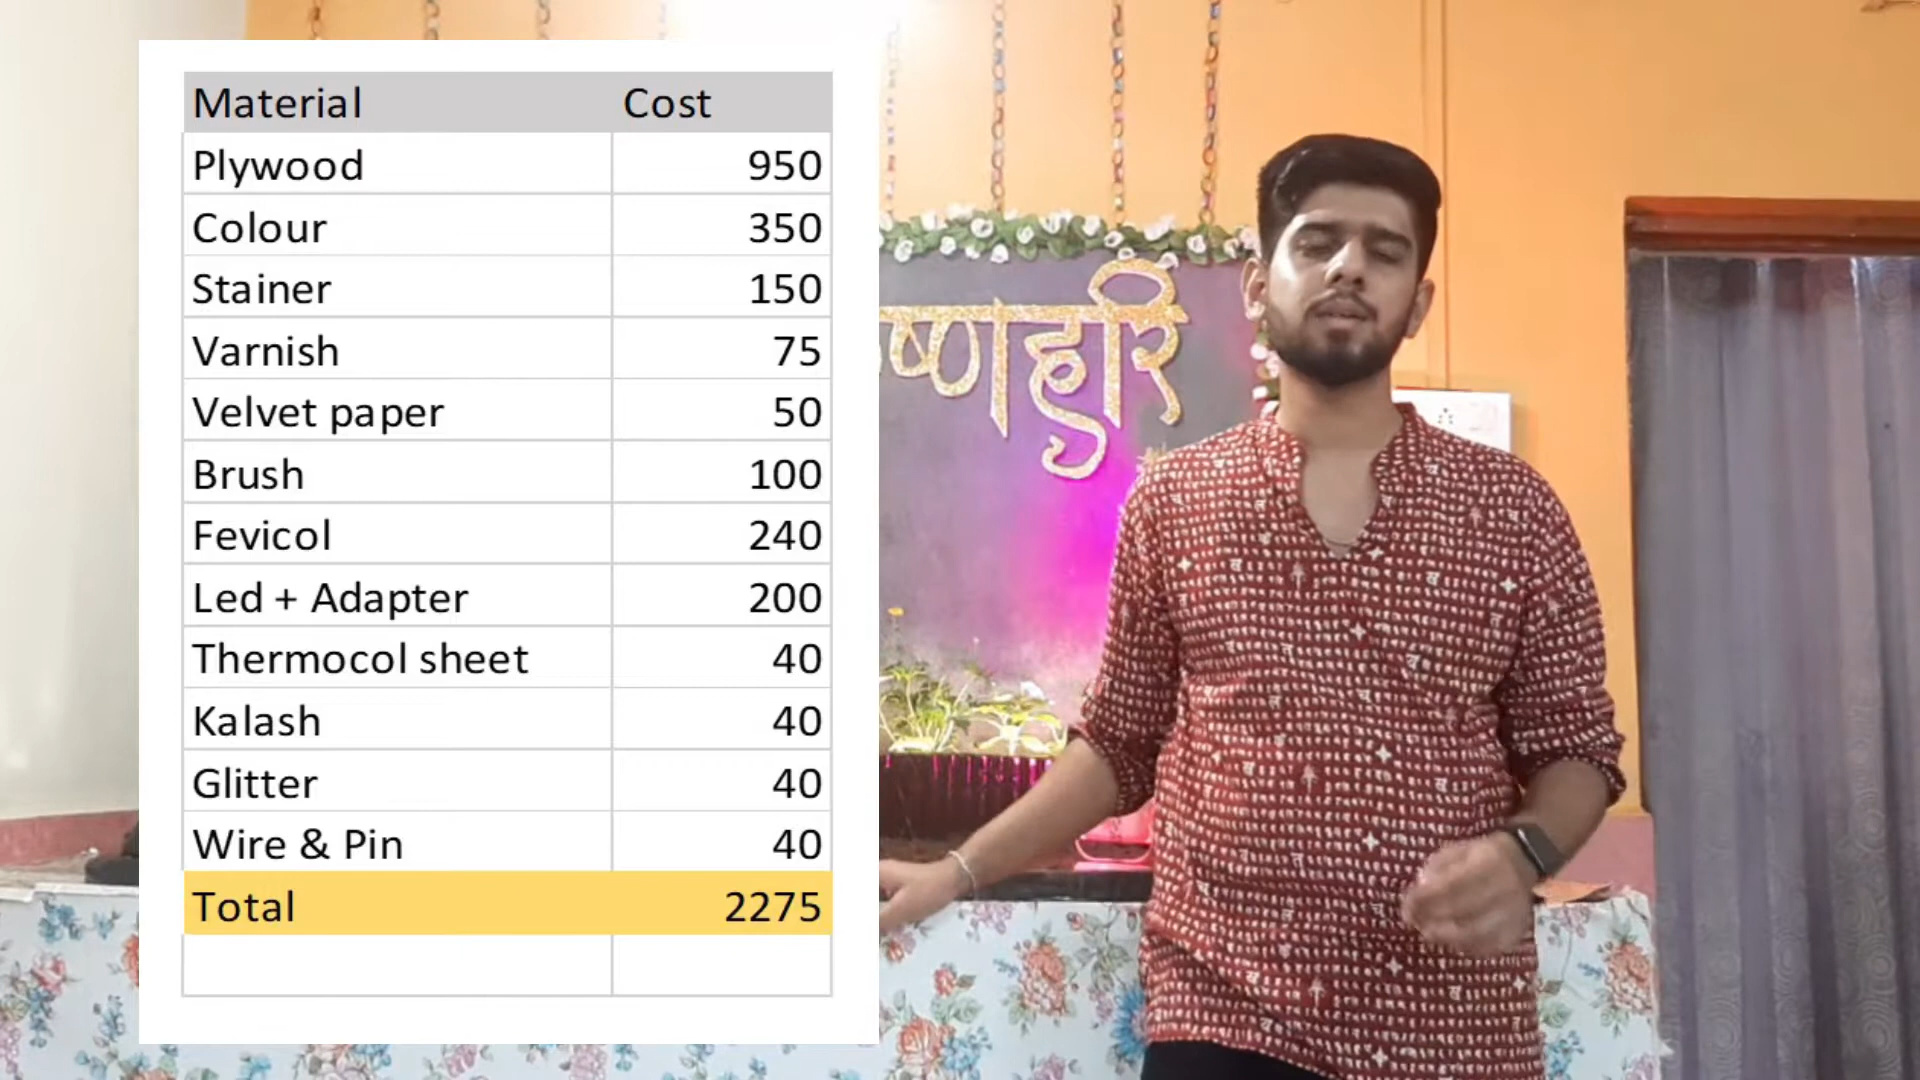 Material Cost
Plywood 950
Colour 350
Stainer 150
Varnish 75
Velvet paper 50
Brush 100
Fevicol 240
Led + Adapter 200
Thermocol sheet 40
Kalash 40
Glitter 40
Wire & Pin 40
Total 2275
ष्णहरि